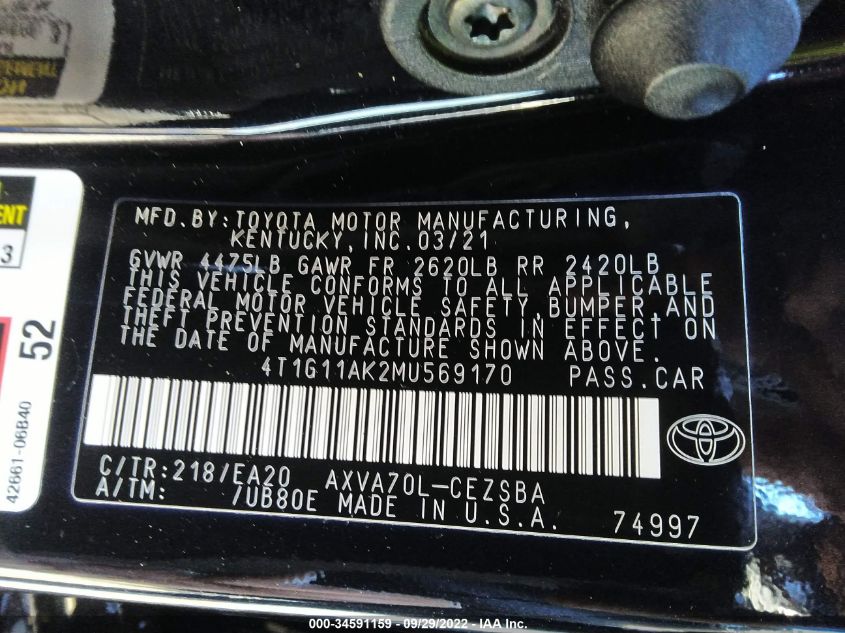 MENT
3
52
42661-06B40
MFD.BY:TOYOTA MOTOR MANUFACTURING,
KENTUCKY, INC. 03/21
GVWR 4475LB GAWR FR 2620LB RR 2420LB
THIS VEHICLE CONFORMS TO ALL APPLICABLE
FEDERAL MOTOR VEHICLE SAFETY,BUMPER,AND
THEFT PREVENTION STANDARDS IN EFFECT ON
THE DATE OF MANUFACTURE SHOWN ABOVE.
4T1G11AK2MU569170 PASS.CAR
C/TR:218/EA20 AXVA70L-CEZSBA
A/TM: /UB80E MADE IN U.S.A. 74997
000-34591159 - 09/29/2022 - IAA Inc.